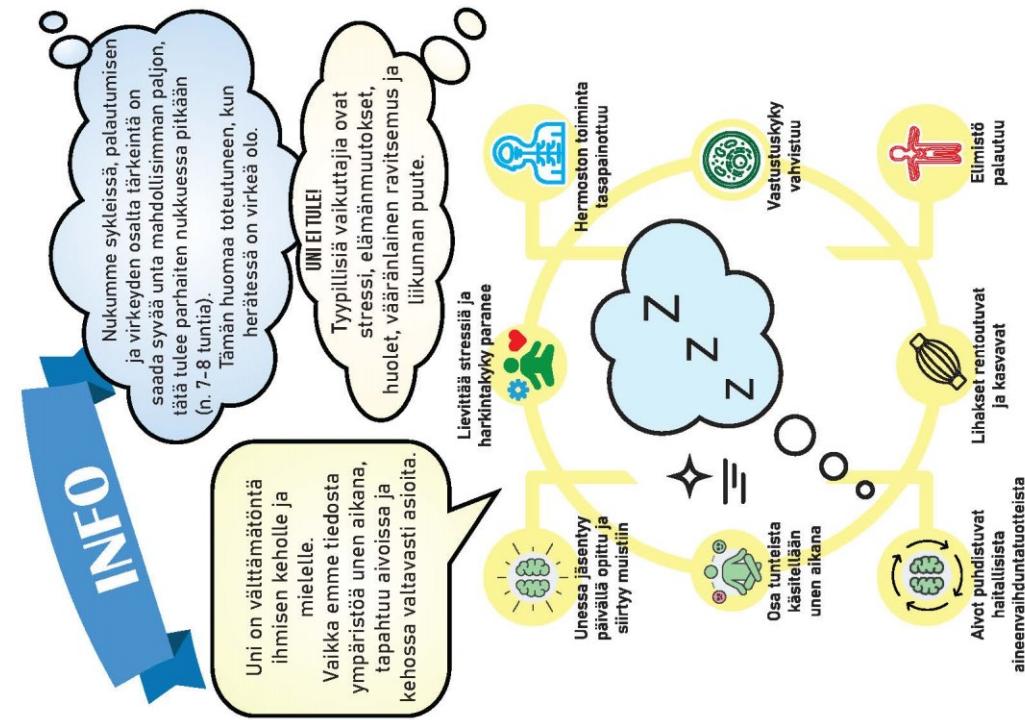 INFO
Uni on välttämätöntä
ihmisen keholle ja
mielelle.
Vaikka emme tiedosta
ympäristöä unen aikana,
tapahtuu aivoissa ja
kehossa valtavasti asioita.
Nukumme sykleissä, palautumisen
ja virkeyden osalta tärkeintä on
saada syvää unta mahdollisimman paljon,
tätä tulee parhaiten nukkuessa pitkään
(n. 7-8 tuntia).
Tämän huomaa toteutuneen, kun
herätessä on virkeä olo.
UNI EI TULE!
Tyypillisiä vaikuttajia ovat
stressi, elämänmuutokset,
huolet, vääränlainen ravitsemus ja
liikunnan puute.
Unessa jäsentyy
päivällä opittu ja
siirtyy muistiin
Lievittää stressiä ja
harkintakyky paranee
Hermoston toiminta
tasapainottuu
Osa tunteista
käsitellään
unen aikana
Z
Z
Z
Vastustuskyky
vahvistuu
Aivot puhdistuvat
haitallisista
aineenvaihduntatuotteista
Lihakset rentoutuvat
ja kasvavat
Elimistö
palautuu